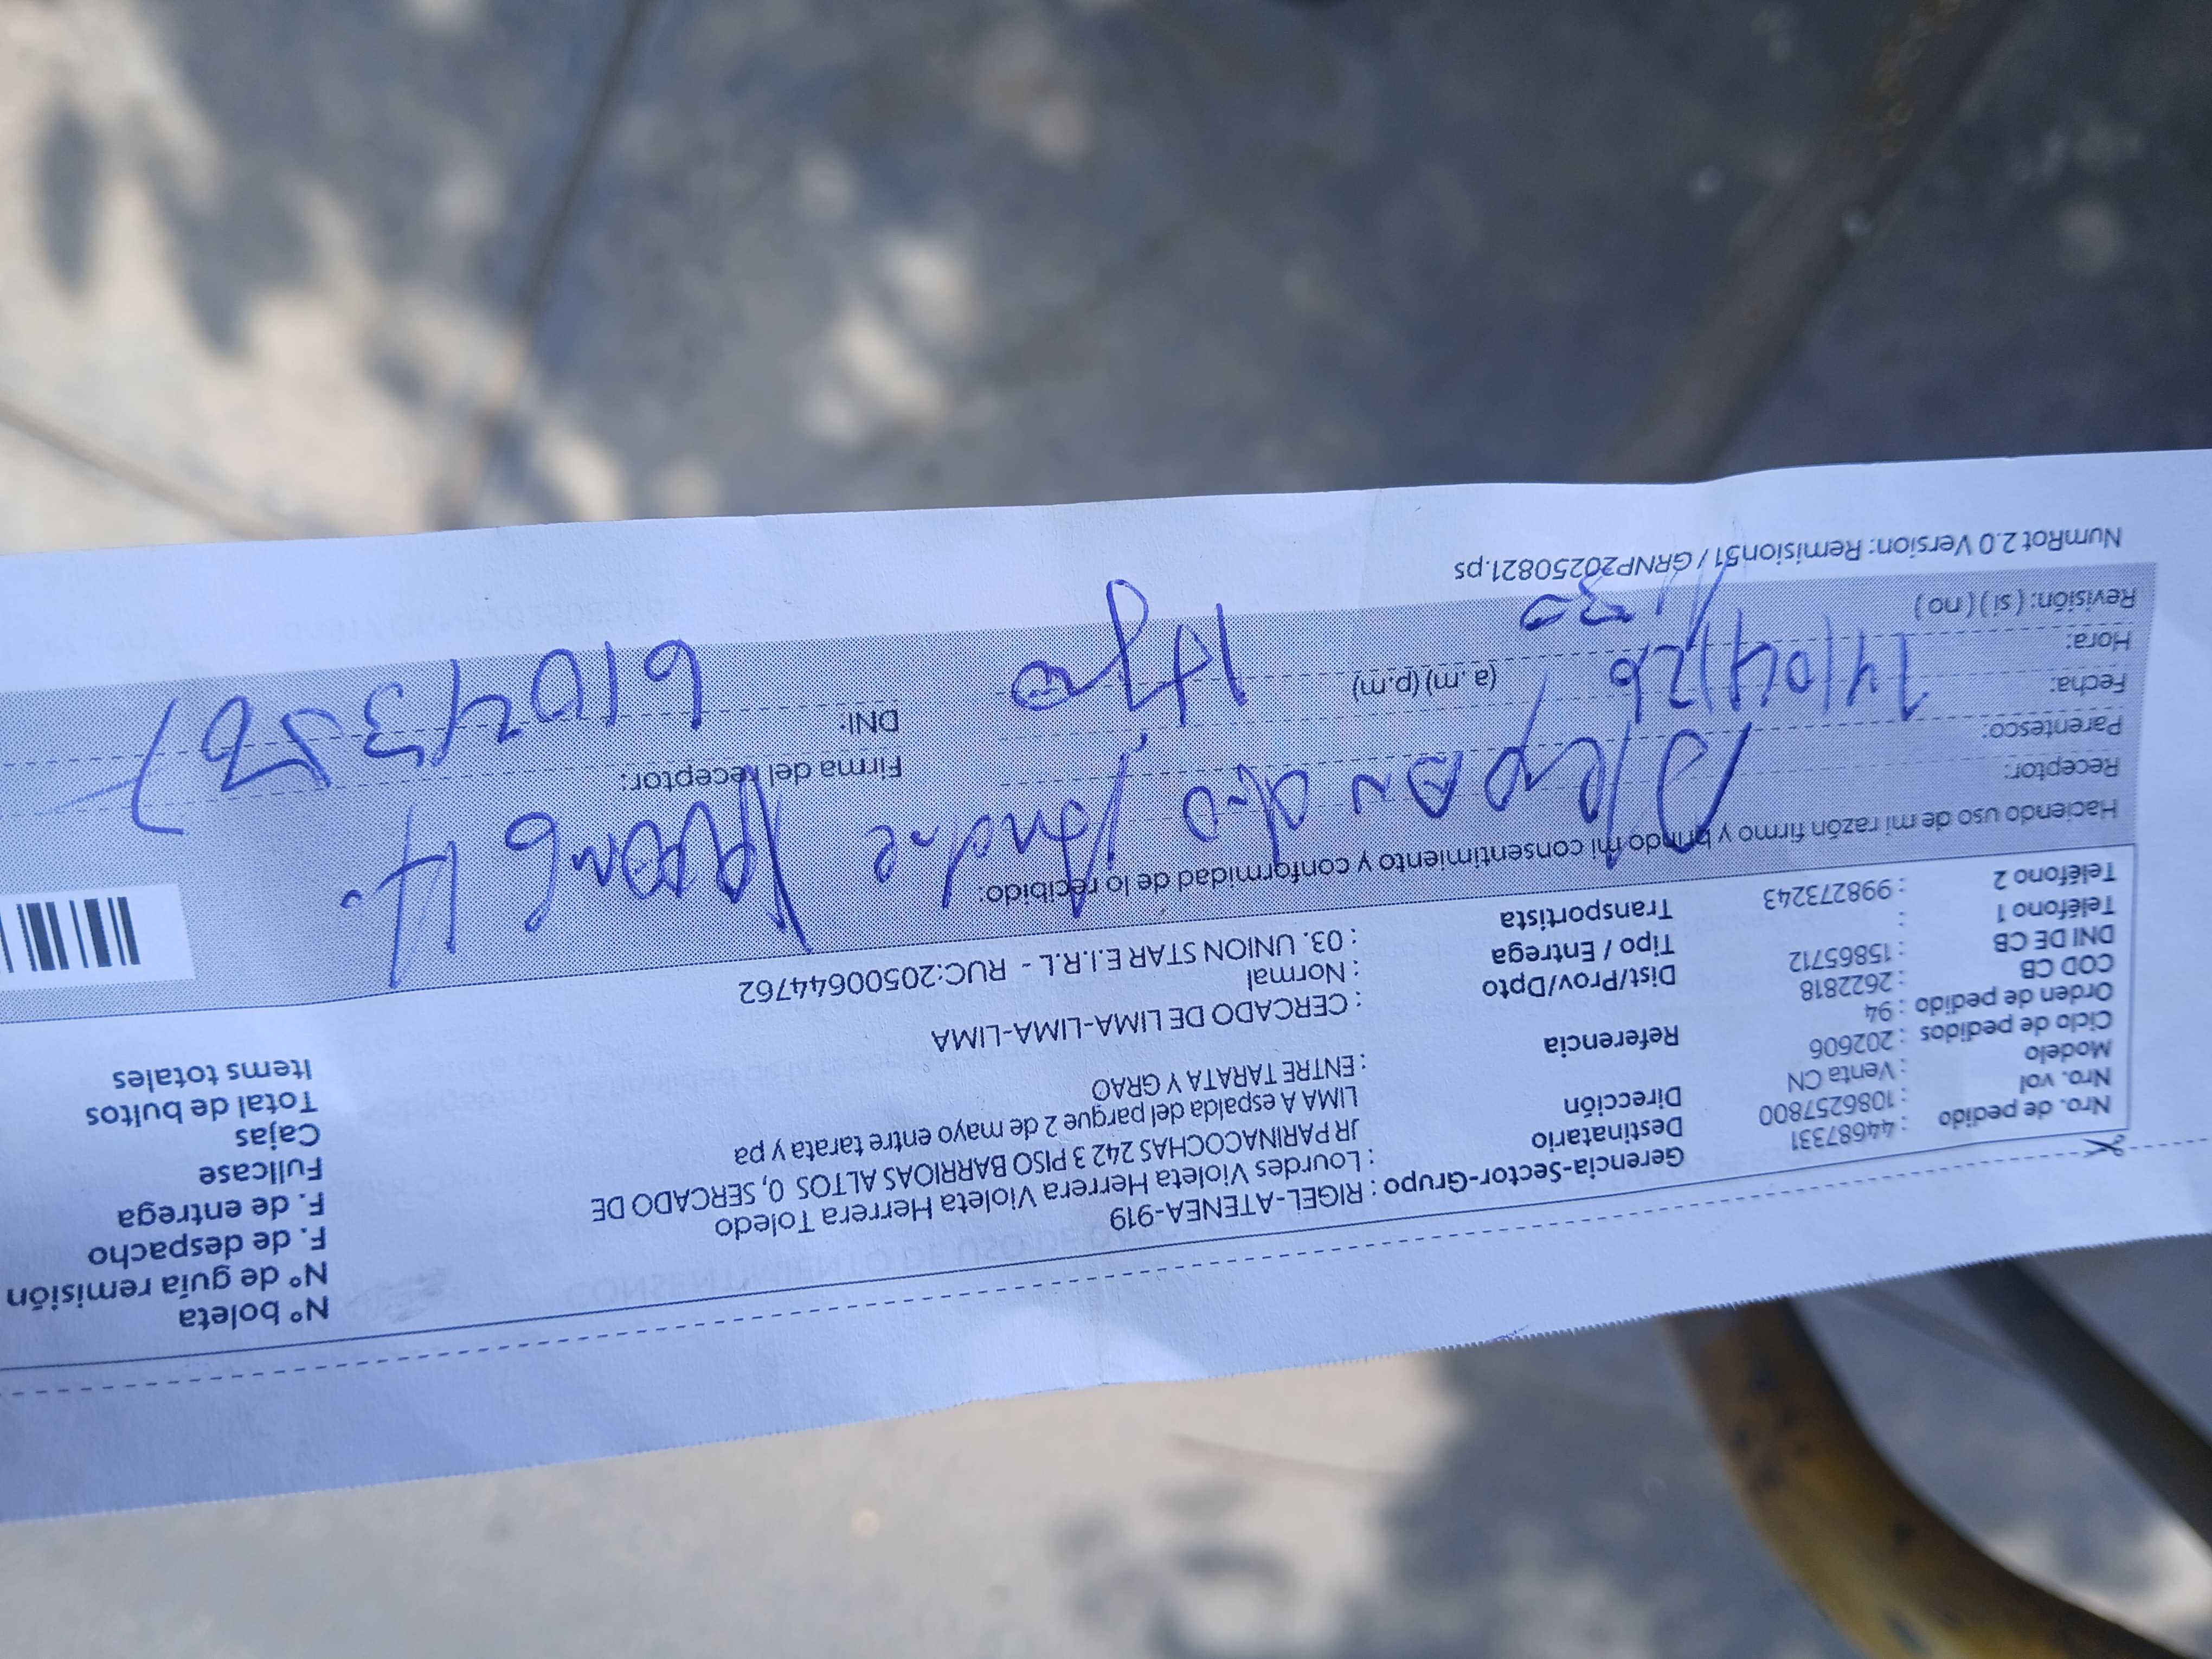 Nº boleta
Nº de guía remisión
F. de despacho
F. de entrega
Fullcase
Cajas
Total de bultos
Items totales
Nro. de pedido : 44687331
Nro. vol : 1086257800
Modelo : Venta CN
Ciclo de pedidos : 202606
Orden de pedido : 94
COD CB : 2622818
DNI DE CB : 15865712
Teléfono 1 :
Teléfono 2 : 998273243
Gerencia-Sector-Grupo : RIGEL-ATENEA-919
Destinatario : Lourdes Violeta Herrera Violeta Herrera Toledo
Dirección JR PARINACOCHAS 242 3 PISO BARRIOAS ALTOS 0, SERCADO DE
LIMA A espalda del parque 2 de mayo entre tarata y pa
Referencia : ENTRE TARATA Y GRAO
Dist/Prov/Dpto : CERCADO DE LIMA-LIMA-LIMA
Tipo / Entrega : Normal
Transportista : 03. UNION STAR E.I.R.L - RUC:20500644762
Haciendo uso de mi razón firmo y brindo mi consentimiento y conformidad de lo recibido:
Receptor:
Parentesco:
Fecha: 14/04/26
Hora: (a.m) (p.m)
Revisión: ( si ) ( no )
Firma del receptor:
DNI:
Hijo
NumRot 2.0 Version: Remision51 / GRNP20250821.ps